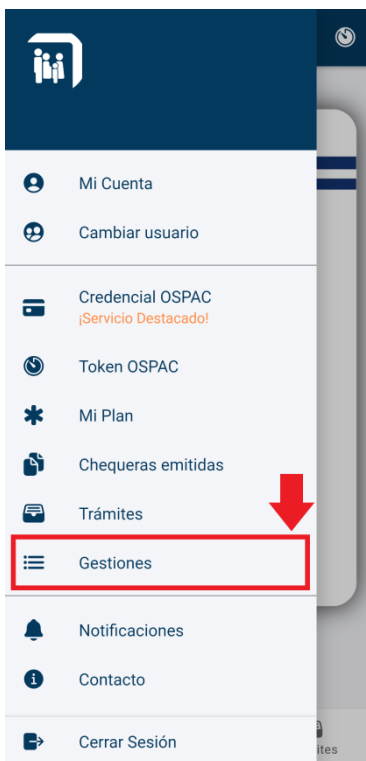 Mi Cuenta
Cambiar usuario
Credencial OSPAC
¡Servicio Destacado!
Token OSPAC
Mi Plan
Chequeras emitidas
Trámites
Gestiones
Notificaciones
Contacto
Cerrar Sesión
ites